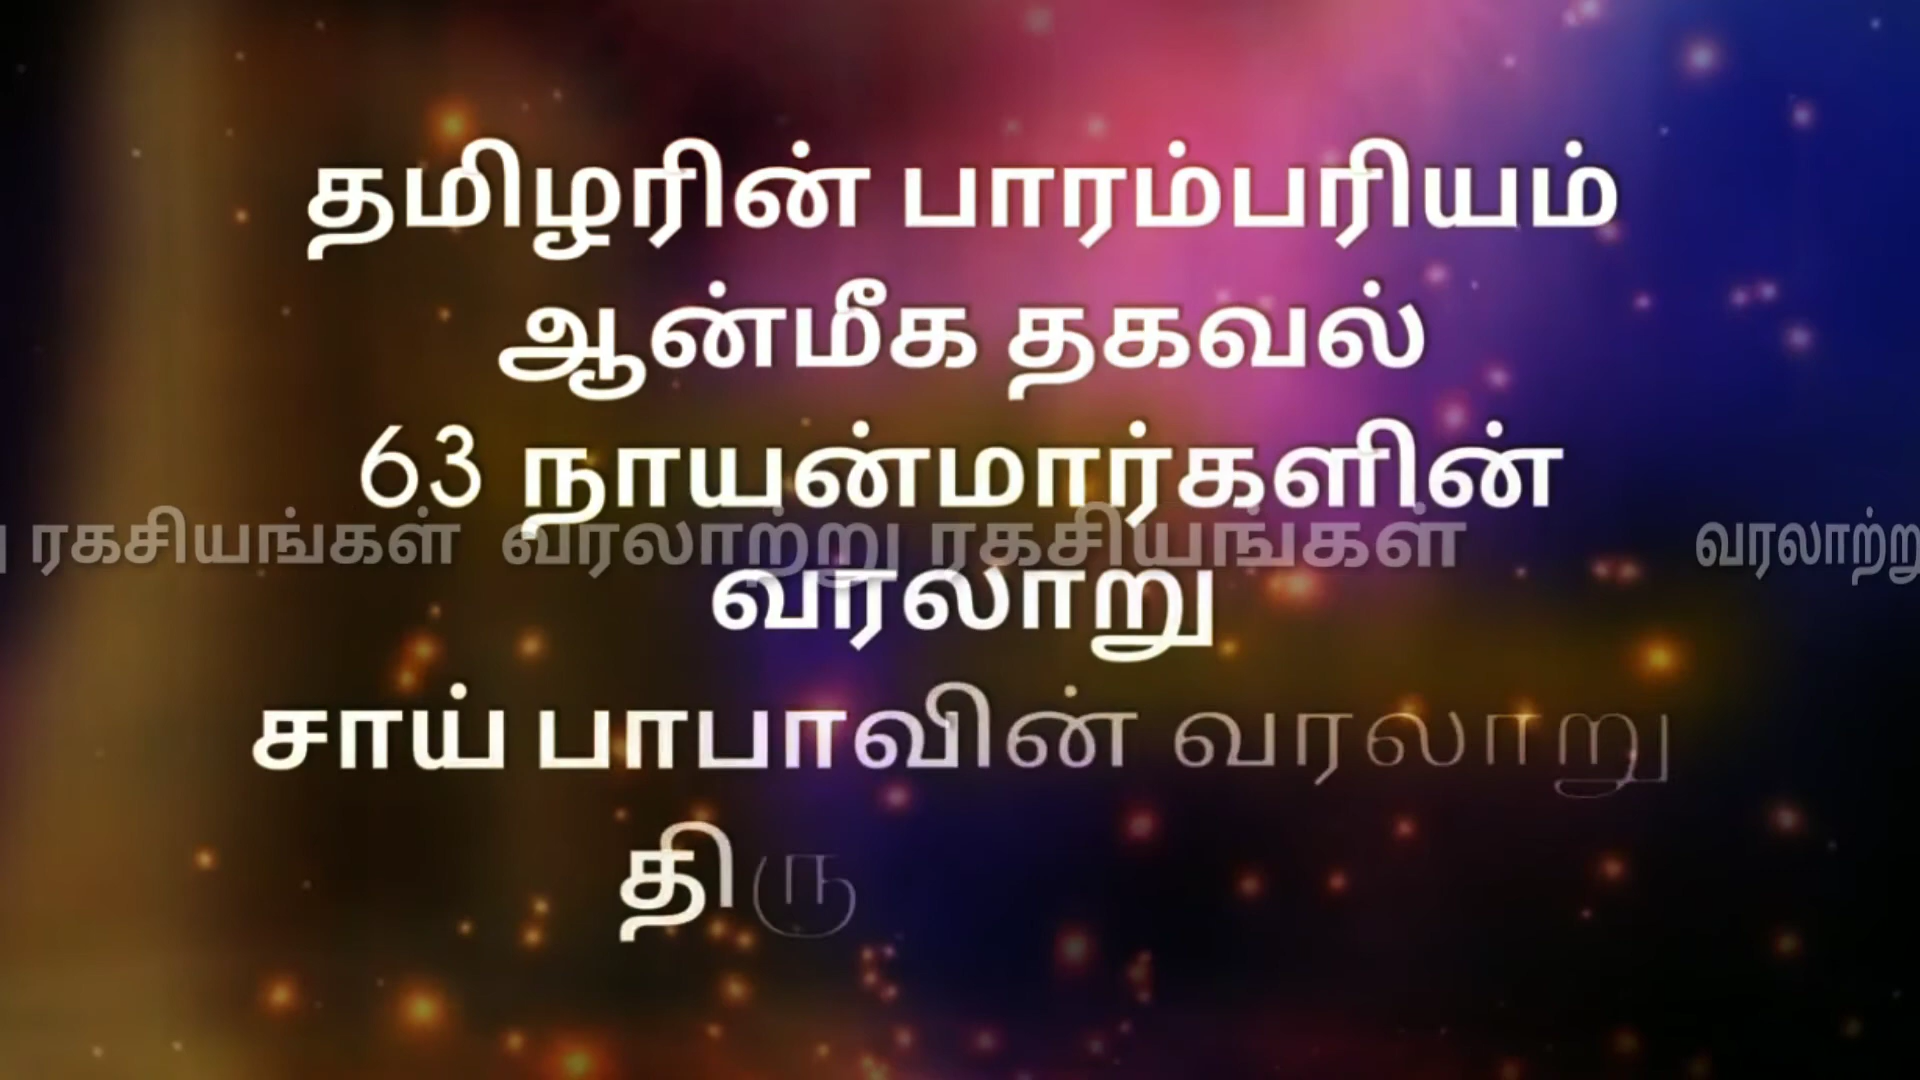 தமிழரின் பாரம்பரியம்
ஆன்மீக தகவல்
63 நாயன்மார்களின்
ரகசியங்கள் வரலாற்று ரகசியங்கள் வரலாற்று
வரலாறு
சாய் பாபாவின் வரலாறு
திரு